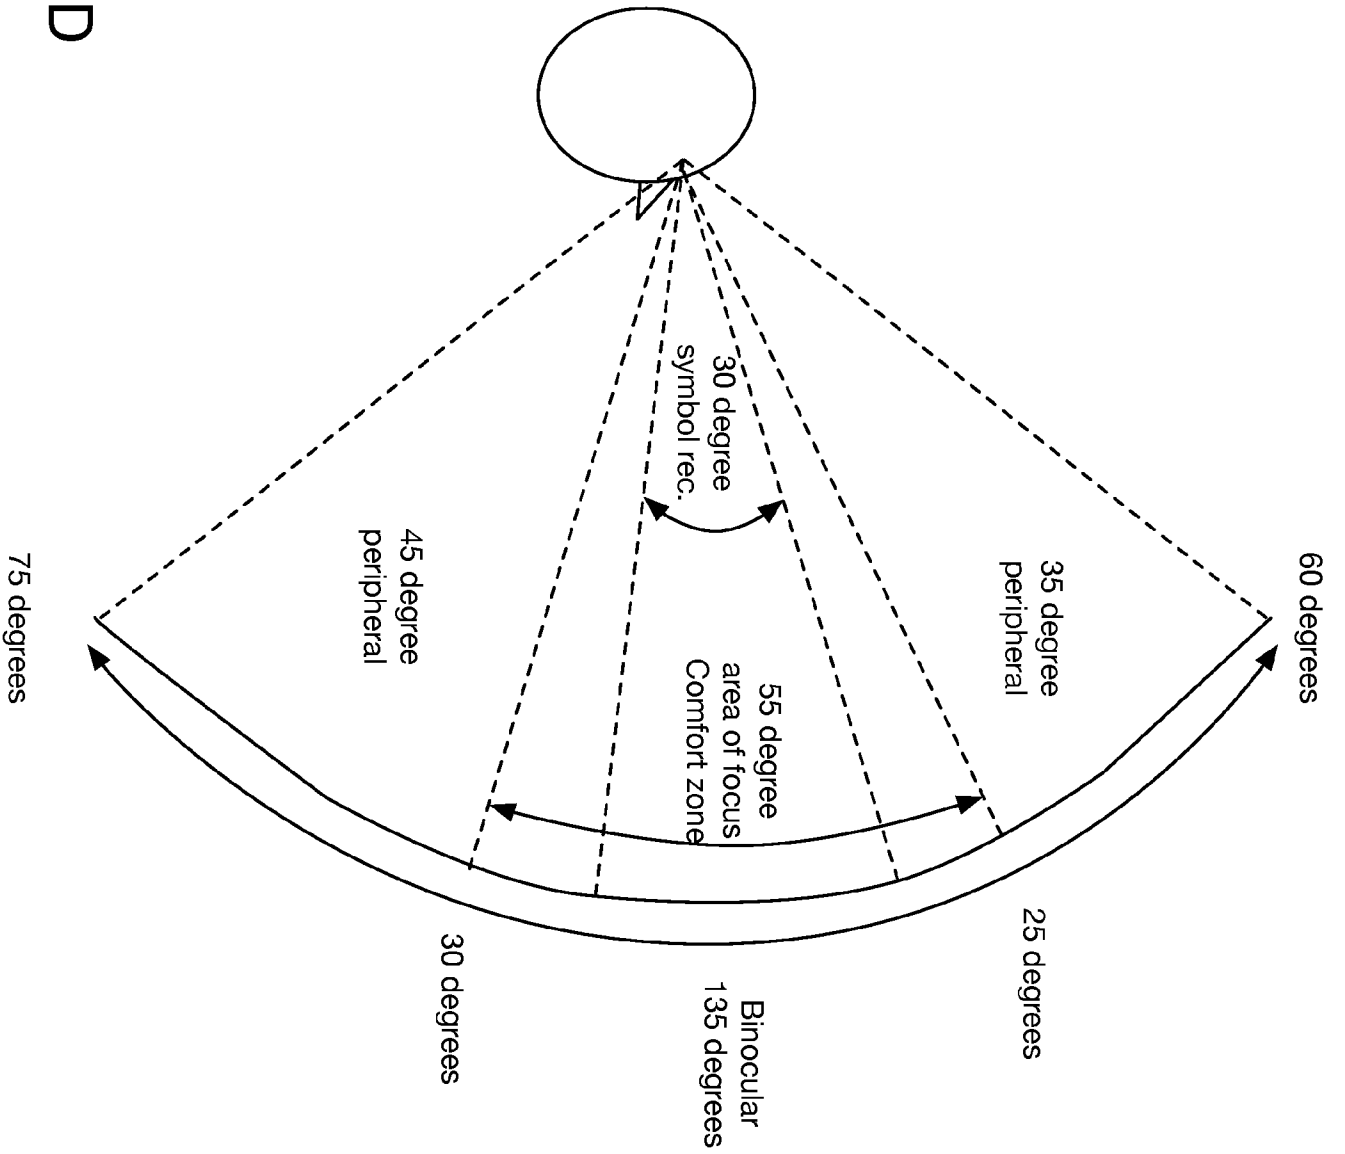 D
60 degrees
35 degree
peripheral
25 degrees
30 degree
symbol rec.
55 degree
area of focus
Comfort zone
Binocular
135 degrees
45 degree
peripheral
30 degrees
75 degrees